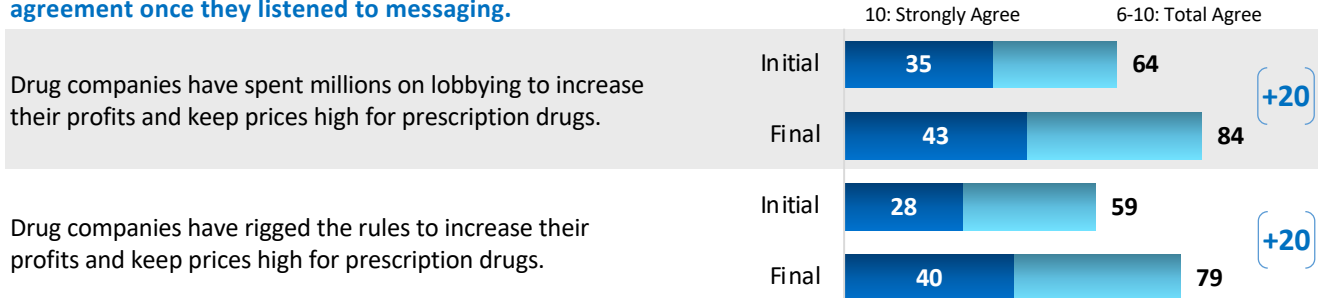 agreement once they listened to messaging.
10: Strongly Agree 6-10: Total Agree
Drug companies have spent millions on lobbying to increase
their profits and keep prices high for prescription drugs.
Initial 35 64
Final 43 84
+20
Drug companies have rigged the rules to increase their
profits and keep prices high for prescription drugs.
Initial 28 59
Final 40 79
+20